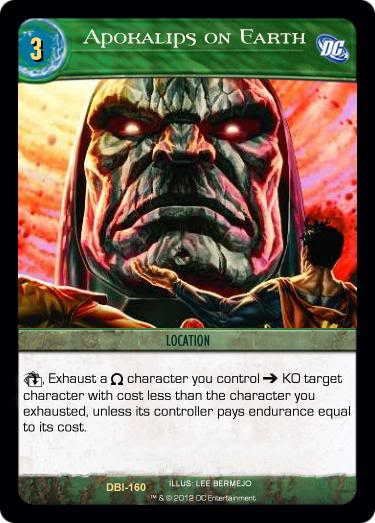 3
APOKALIPS ON EARTH
DC
LOCATION
, Exhaust a Ω character you control ➔ KO target
character with cost less than the character you
exhausted, unless its controller pays endurance equal
to its cost.
DBI-160
ILLUS: LEE BERMEJO
™ & © 2012 DC Entertainment